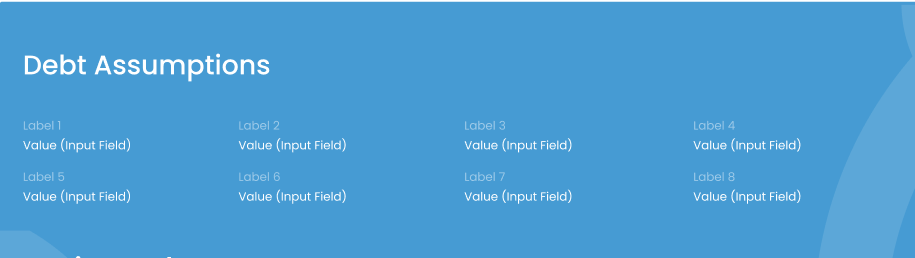 Debt Assumptions
Label 1 Label 2 Label 3 Label 4
Value (Input Field) Value (Input Field) Value (Input Field) Value (Input Field)
Label 5 Label 6 Label 7 Label 8
Value (Input Field) Value (Input Field) Value (Input Field) Value (Input Field)